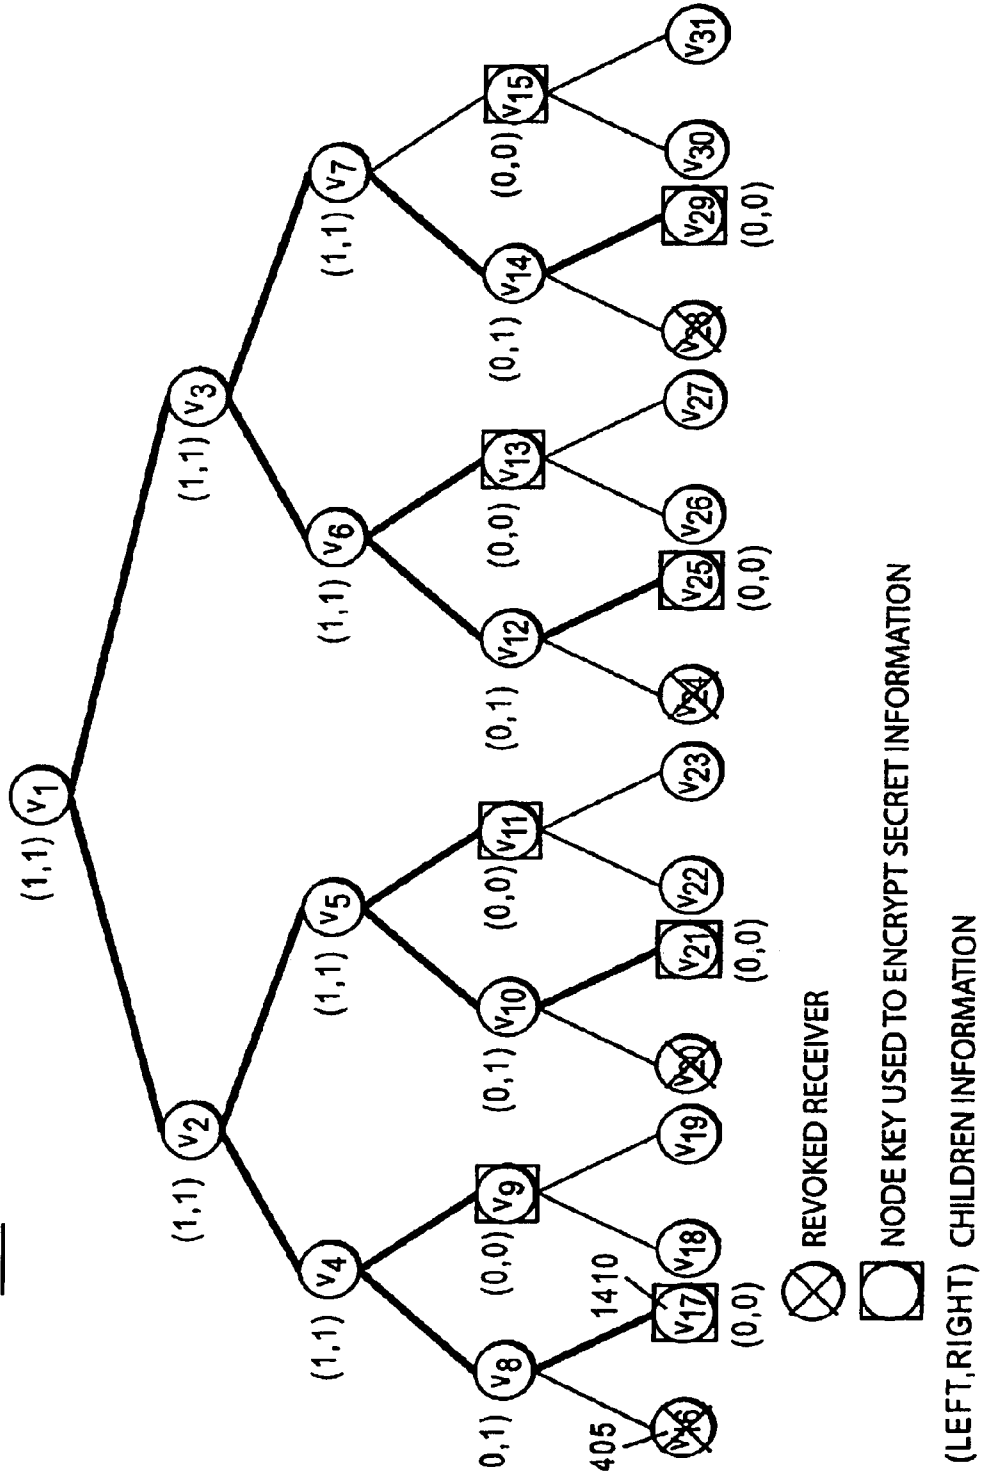 (1,1) V1
(1,1) V2
(1,1) V3
(1,1) V4
(1,1) V5
(1,1) V6
(1,1) V7
0,1) V8
(0,0) V9
(0,1) V10
(0,0) V11
(0,1) V12
(0,0) V13
(0,1) V14
(0,0) V15
405
1410
V16 V17 V18 V19 V20 V21 V22 V23 V24 V25 V26 V27 V28 V29 V30 V31
(0,0) (0,0) (0,0) (0,0)
REVOKED RECEIVER
NODE KEY USED TO ENCRYPT SECRET INFORMATION
(LEFT,RIGHT) CHILDREN INFORMATION